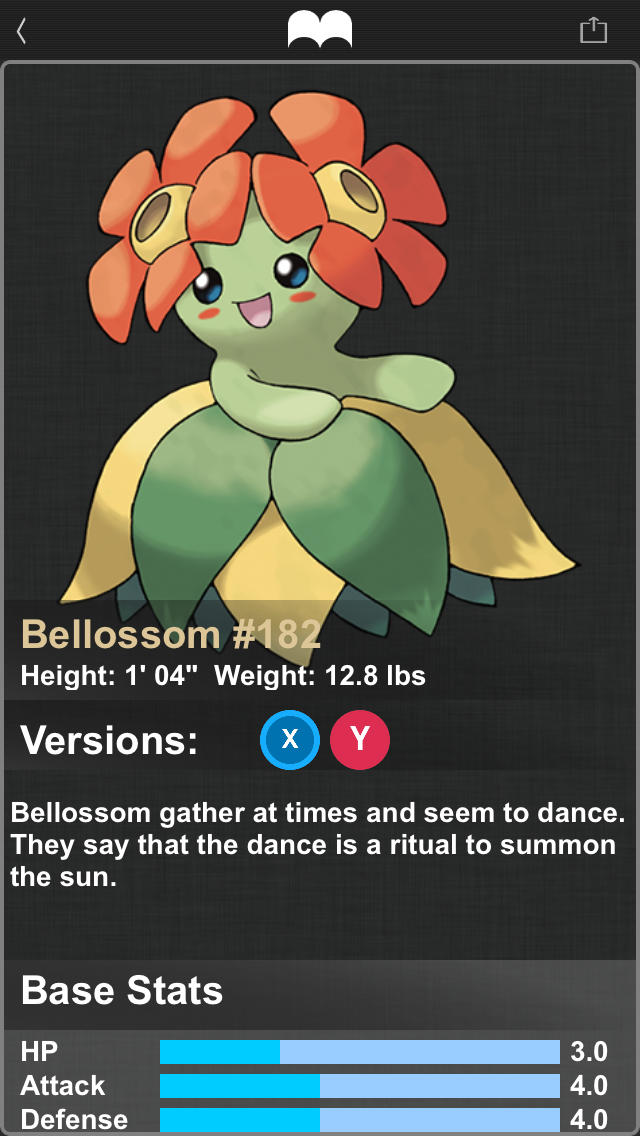 Bellossom #182
Height: 1' 04" Weight: 12.8 lbs
Versions: X Y
Bellossom gather at times and seem to dance.
They say that the dance is a ritual to summon
the sun.
Base Stats
HP 3.0
Attack 4.0
Defense 4.0